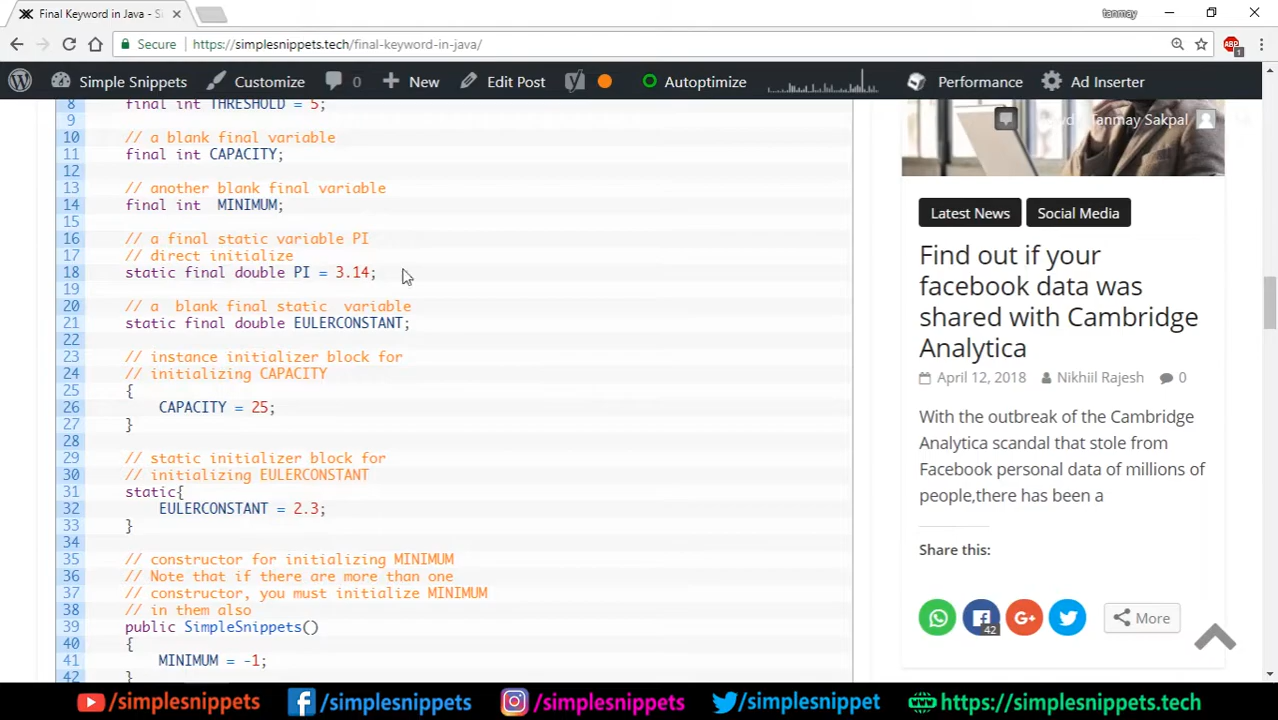 Final Keyword in Java - Si
tanmay
Secure
https://simplesnippets.tech/final-keyword-in-java/
ABP
1
Simple Snippets
Customize
0
New
Edit Post
Autoptimize
Performance
Ad Inserter
Tanmay Sakpal
8 final int THRESHOLD = 5;
9
10 // a blank final variable
11 final int CAPACITY;
12
13 // another blank final variable
14 final int  MINIMUM;
15
16 // a final static variable PI
17 // direct initialize
18 static final double PI = 3.14;
19
20 // a  blank final static  variable
21 static final double EULERCONSTANT;
22
23 // instance initializer block for
24 // initializing CAPACITY
25 {
26 CAPACITY = 25;
27 }
28
29 // static initializer block for
30 // initializing EULERCONSTANT
31 static{
32 EULERCONSTANT = 2.3;
33 }
34
35 // constructor for initializing MINIMUM
36 // Note that if there are more than one
37 // constructor, you must initialize MINIMUM
38 // in them also
39 public SimpleSnippets()
40 {
41 MINIMUM = -1;
42 }
Latest News
Social Media
Find out if your
facebook data was
shared with Cambridge
Analytica
April 12, 2018
Nikhiil Rajesh
0
With the outbreak of the Cambridge
Analytica scandal that stole from
Facebook personal data of millions of
people,there has been a
Share this:
42
G+
More
/simplesnippets
/simplesnippets
/simplesnippets
/simplesnippet
https://simplesnippets.tech